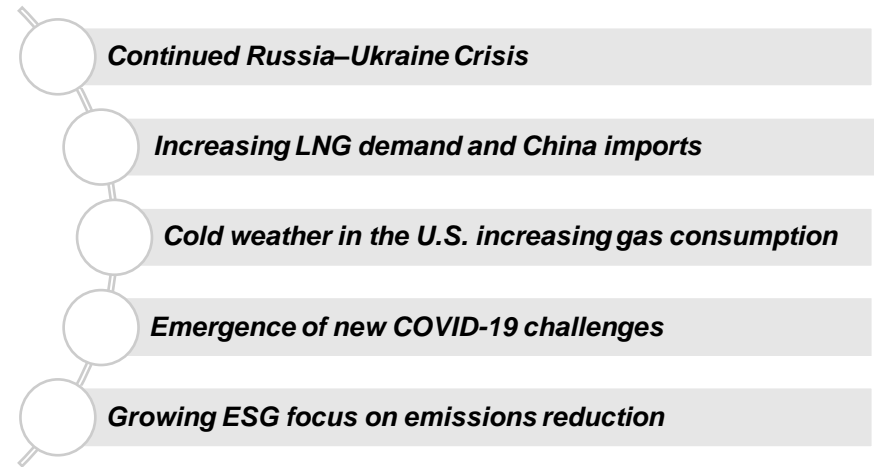 Continued Russia–Ukraine Crisis
Increasing LNG demand and China imports
Cold weather in the U.S. increasing gas consumption
Emergence of new COVID-19 challenges
Growing ESG focus on emissions reduction